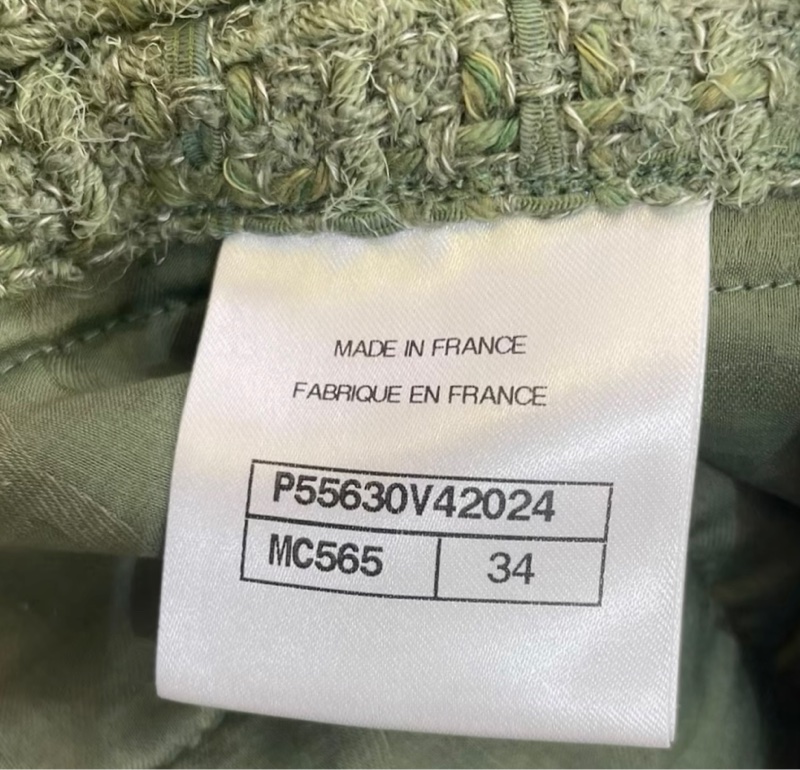 MADE IN FRANCE
FABRIQUE EN FRANCE
P55630V42024
MC565 34